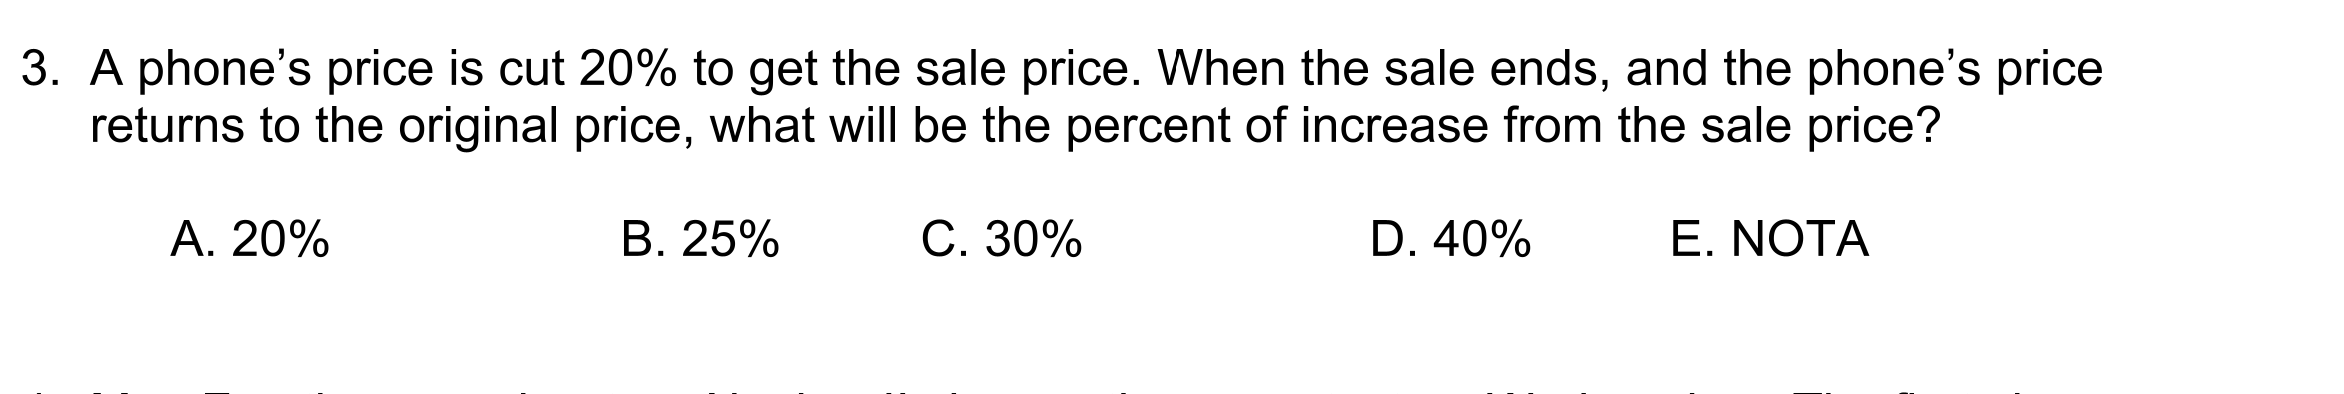 3. A phone’s price is cut 20% to get the sale price. When the sale ends, and the phone’s price
returns to the original price, what will be the percent of increase from the sale price?
A. 20% B. 25% C. 30% D. 40% E. NOTA